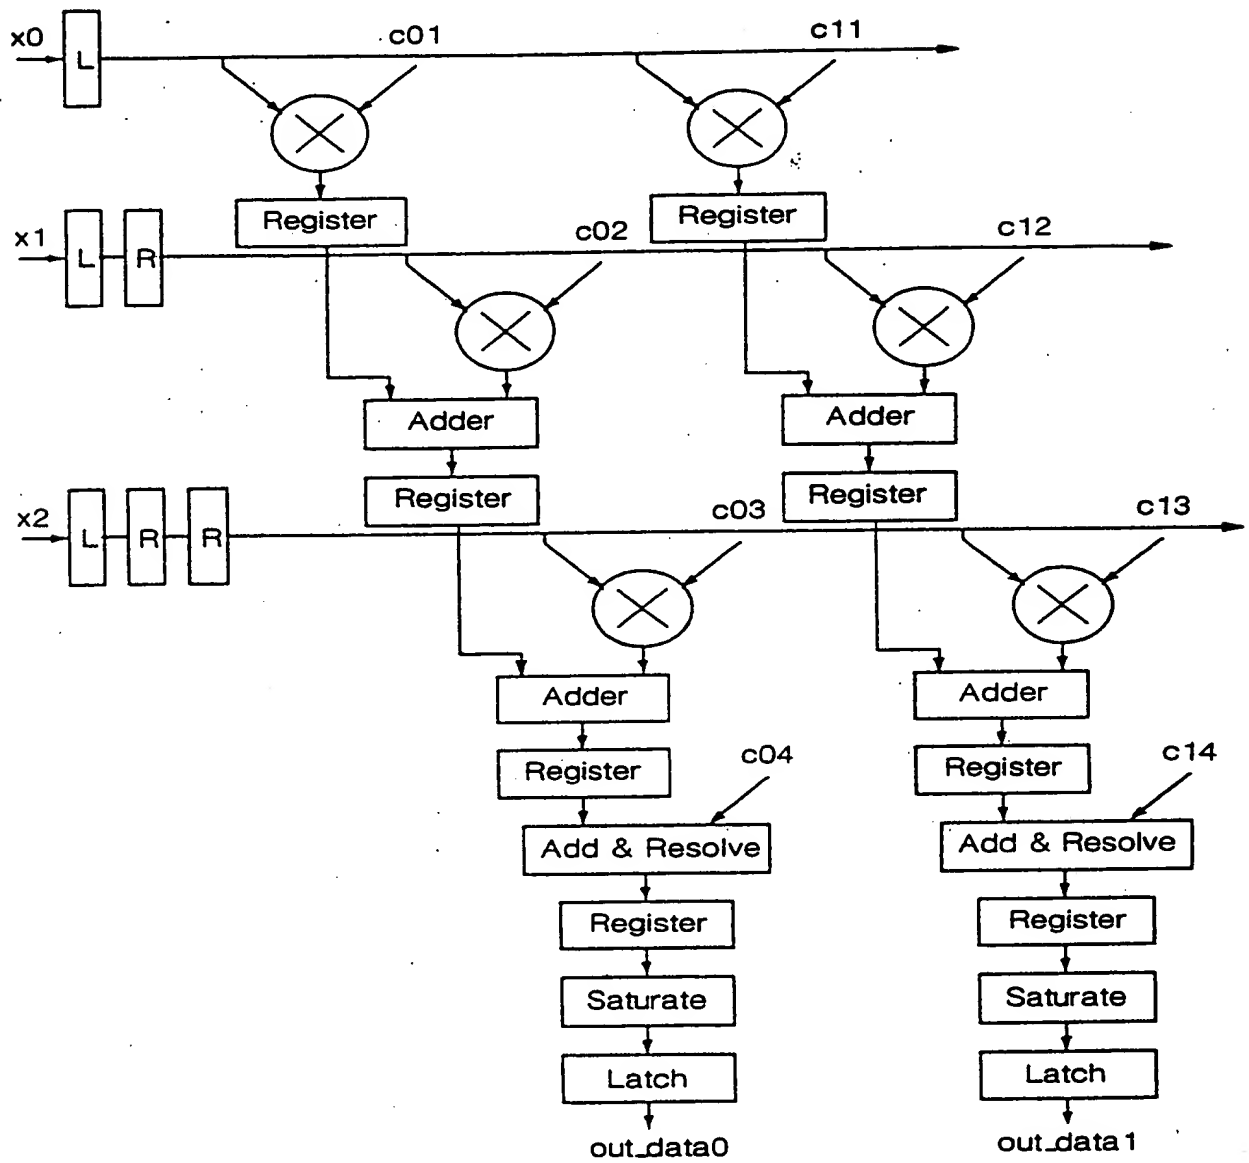 x0 L c01 c11
Register Register
x1 L R c02 c12
Adder Adder
Register Register
x2 L R R c03 c13
Adder Adder
Register c04 Register c14
Add & Resolve Add & Resolve
Register Register
Saturate Saturate
Latch Latch
out_data0 out_data1